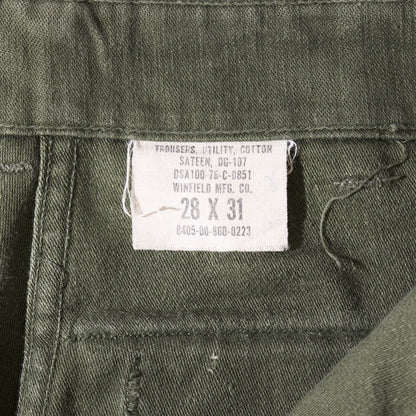 TROUSERS, UTILITY, COTTON
SATEEN, OG-107
DSA100-76-C-0851
WINFIELD MFG. CO.
28 X 31
8405-00-860-0223